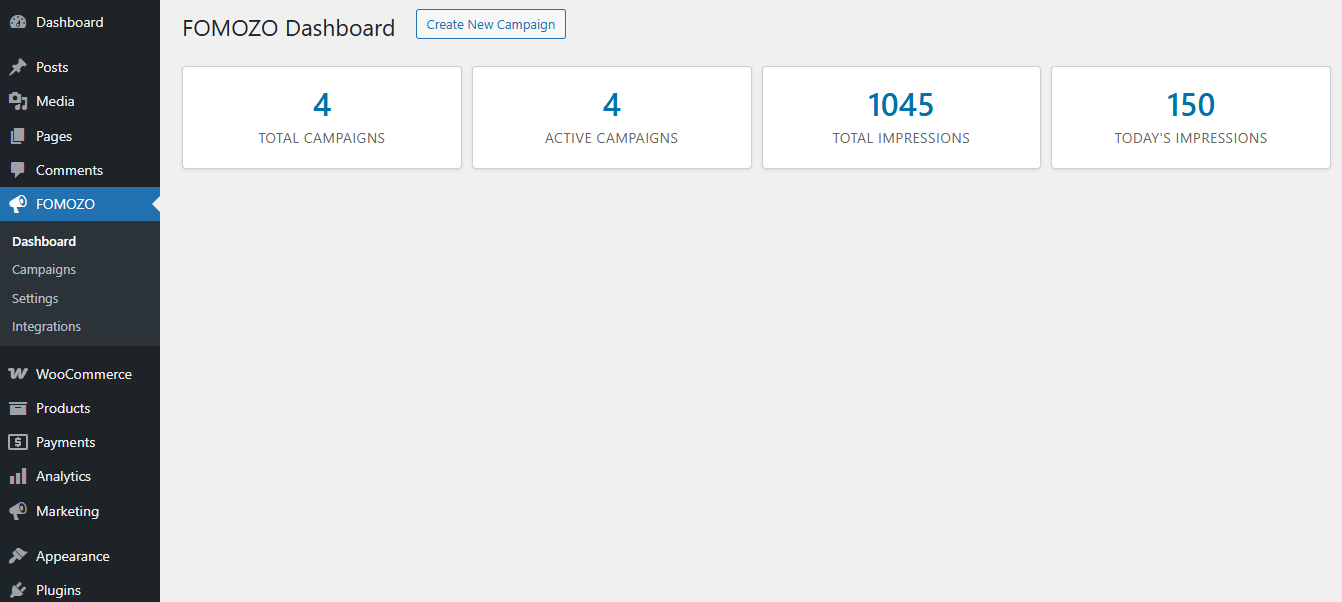 Dashboard
Posts
Media
Pages
Comments
FOMOZO
Dashboard
Campaigns
Settings
Integrations
WooCommerce
Products
Payments
Analytics
Marketing
Appearance
Plugins
FOMOZO Dashboard
Create New Campaign
4
TOTAL CAMPAIGNS
4
ACTIVE CAMPAIGNS
1045
TOTAL IMPRESSIONS
150
TODAY'S IMPRESSIONS